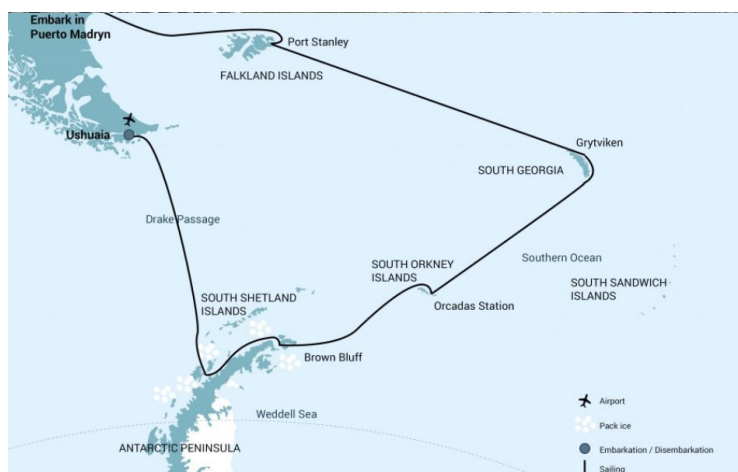 Embark in
Puerto Madryn
Port Stanley
FALKLAND ISLANDS
Ushuaia
Grytviken
SOUTH GEORGIA
Drake Passage
SOUTH ORKNEY
ISLANDS
Southern Ocean
SOUTH SANDWICH
ISLANDS
SOUTH SHETLAND
ISLANDS
Orcadas Station
Brown Bluff
Weddell Sea
ANTARCTIC PENINSULA
Airport
Pack ice
Embarkation / Disembarkation
Sailing